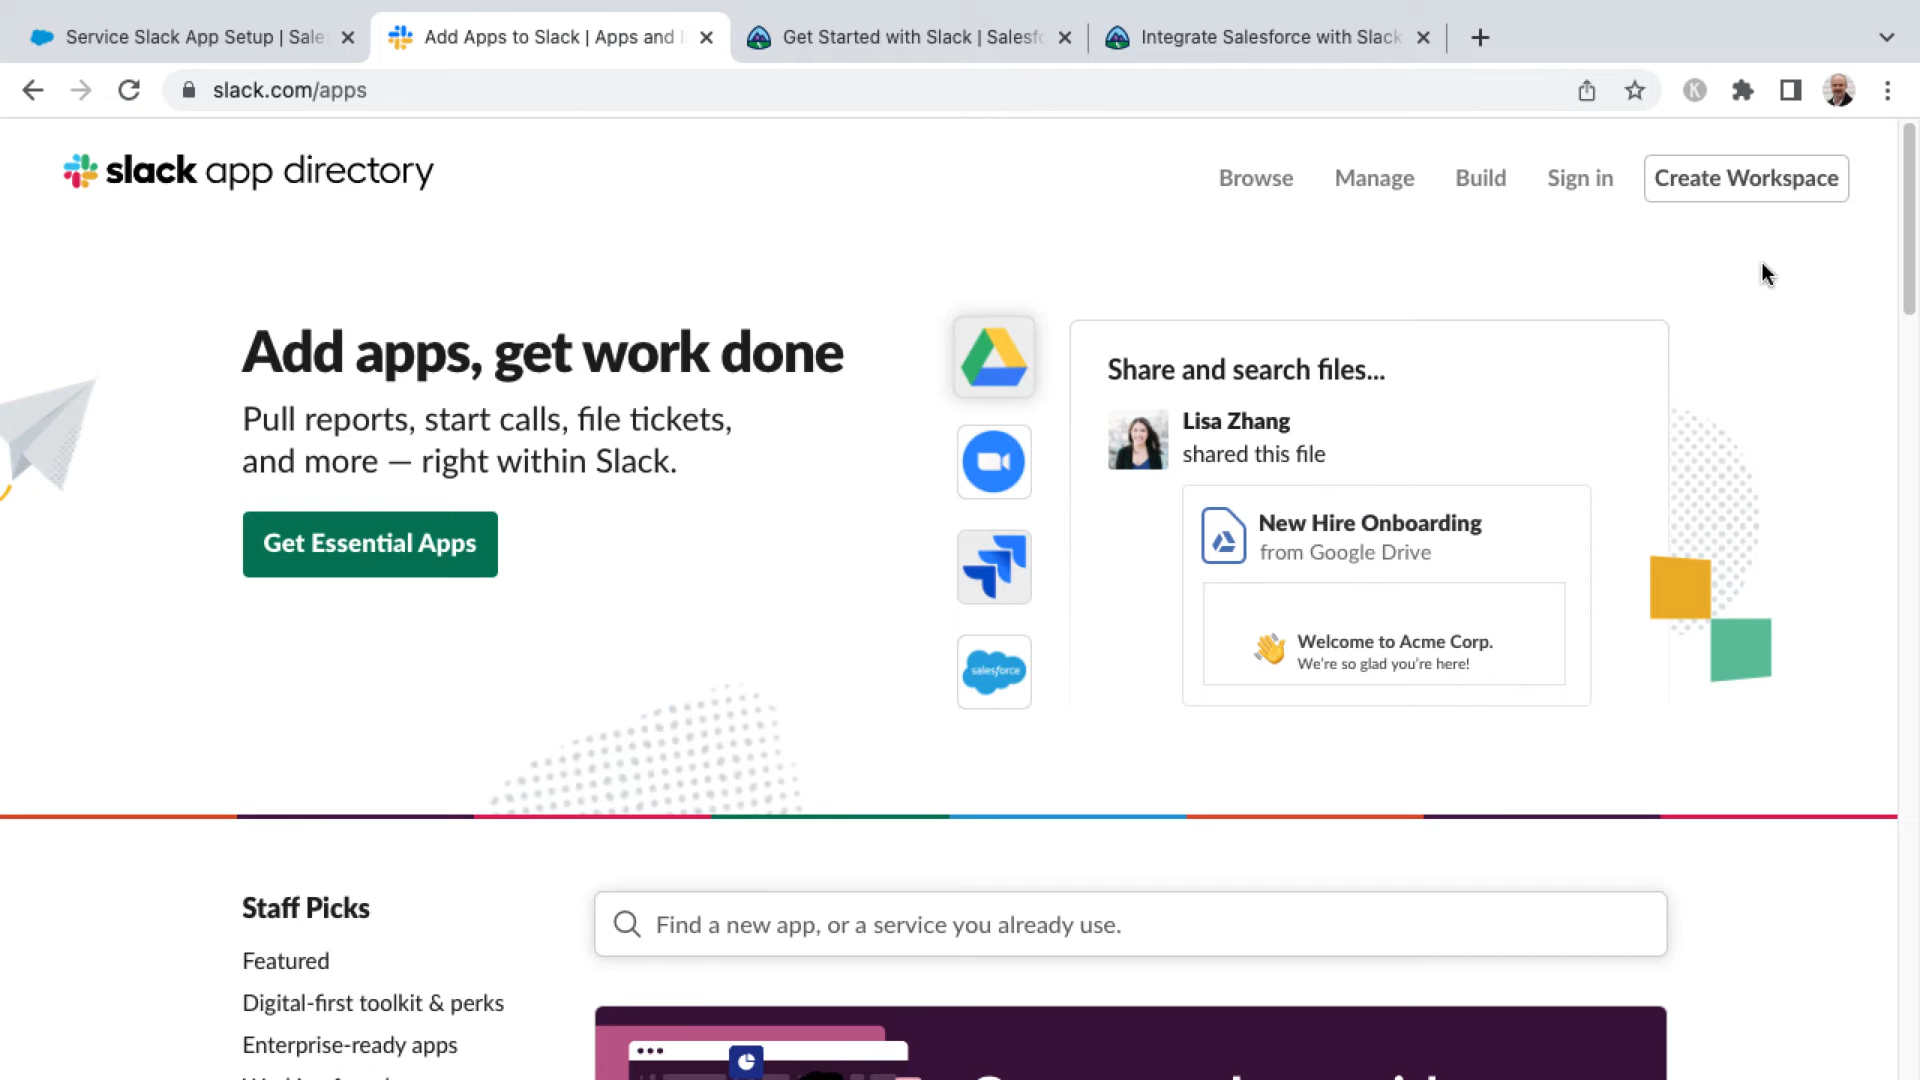 Service Slack App Setup | Sale
Add Apps to Slack | Apps and I
Get Started with Slack | Salesfo
Integrate Salesforce with Slack
slack.com/apps
K
slack app directory
Browse
Manage
Build
Sign in
Create Workspace
Add apps, get work done
Pull reports, start calls, file tickets,
and more — right within Slack.
Get Essential Apps
salesforce
Share and search files...
Lisa Zhang
shared this file
New Hire Onboarding
from Google Drive
Welcome to Acme Corp.
We're so glad you're here!
Staff Picks
Find a new app, or a service you already use.
Featured
Digital-first toolkit & perks
Enterprise-ready apps